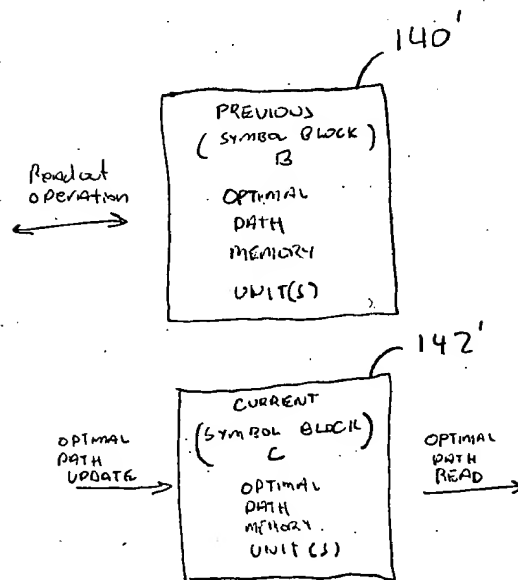 140'
PREVIOUS
(SYMBOL BLOCK)
B
Readout
OPERATION
OPTIMAL
PATH
MEMORY
UNIT(S)
142'
CURRENT
(SYMBOL BLOCK)
C
OPTIMAL
PATH
UPDATE
OPTIMAL
PATH
MEMORY
UNIT(S)
OPTIMAL
PATH
READ